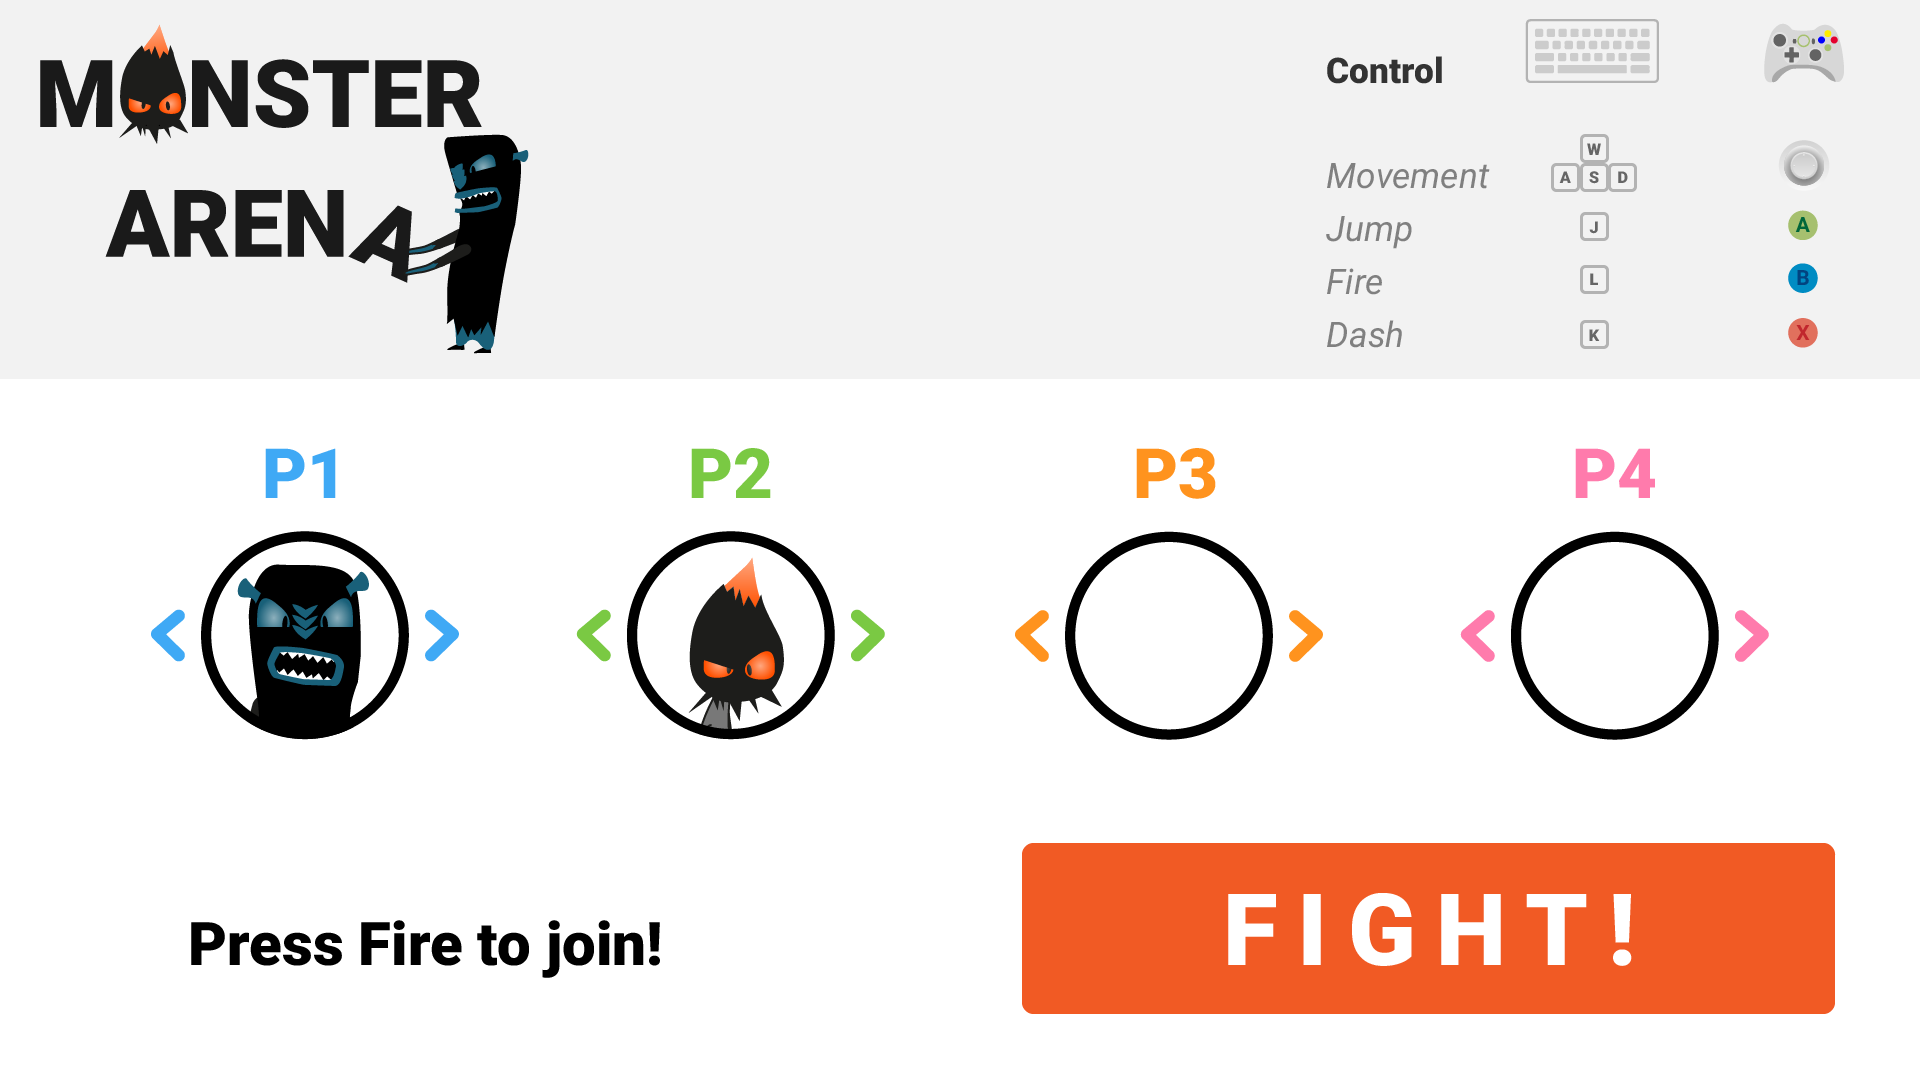 MONSTER
ARENA
Control
Movement W A S D
Jump J A
Fire L B
Dash K X
P1 P2 P3 P4
Press Fire to join!
FIGHT!